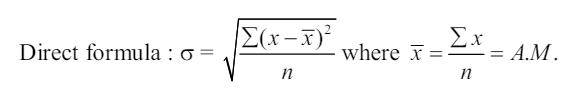 Direct formula : σ = √(Σ(x − x̅)² / n) where x̅ = Σx / n = A.M.